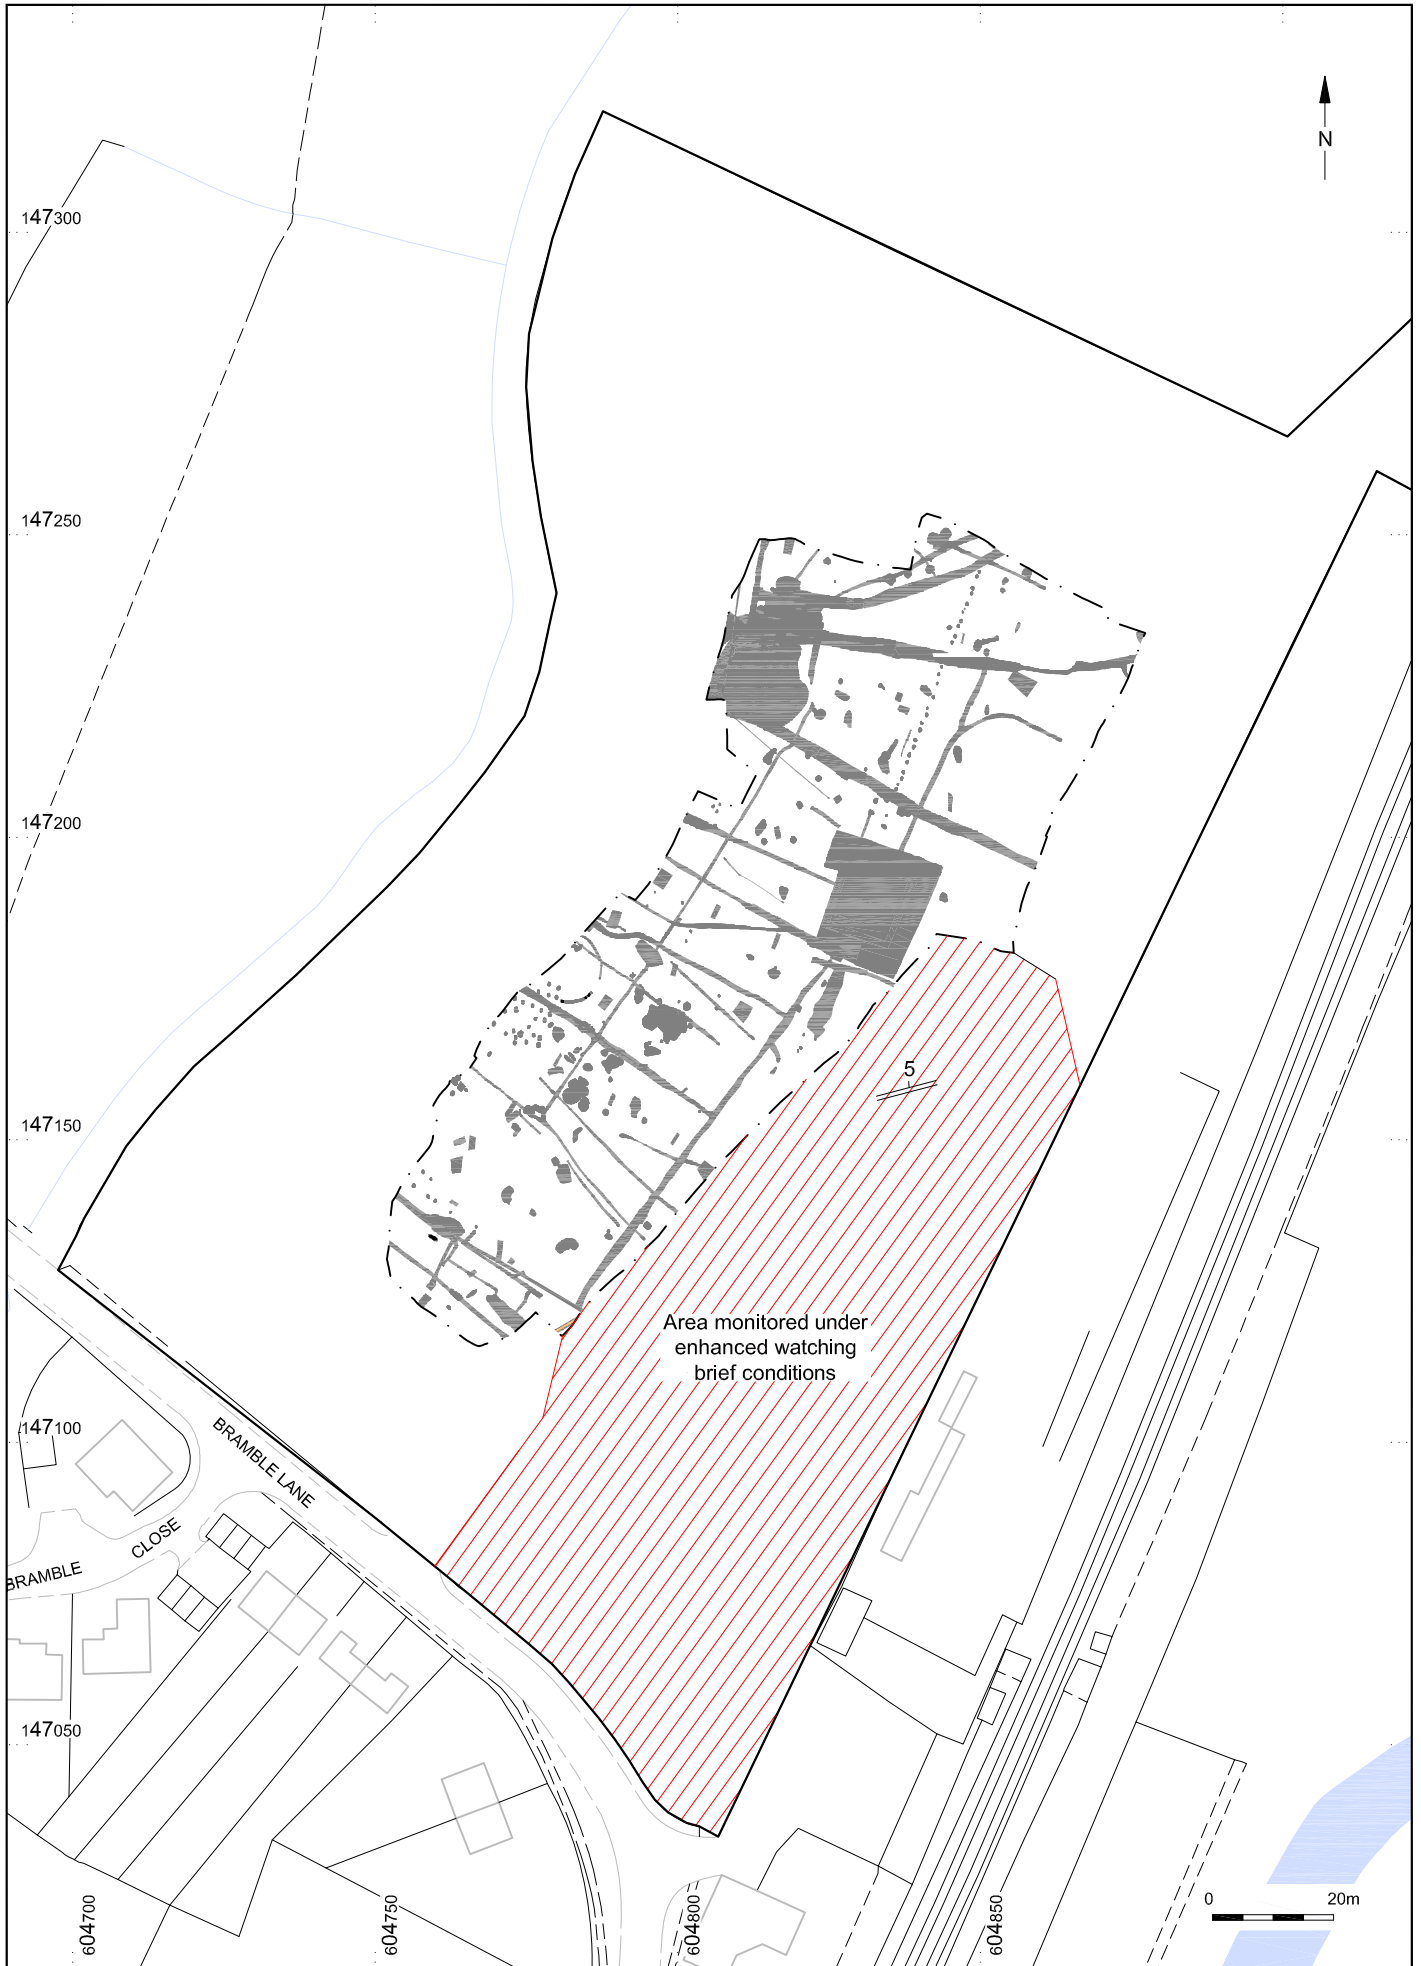 N
147300
147250
147200
147150
147100
147050
5
Area monitored under
enhanced watching
brief conditions
BRAMBLE LANE
BRAMBLE CLOSE
604700
604750
604800
604850
0 20m